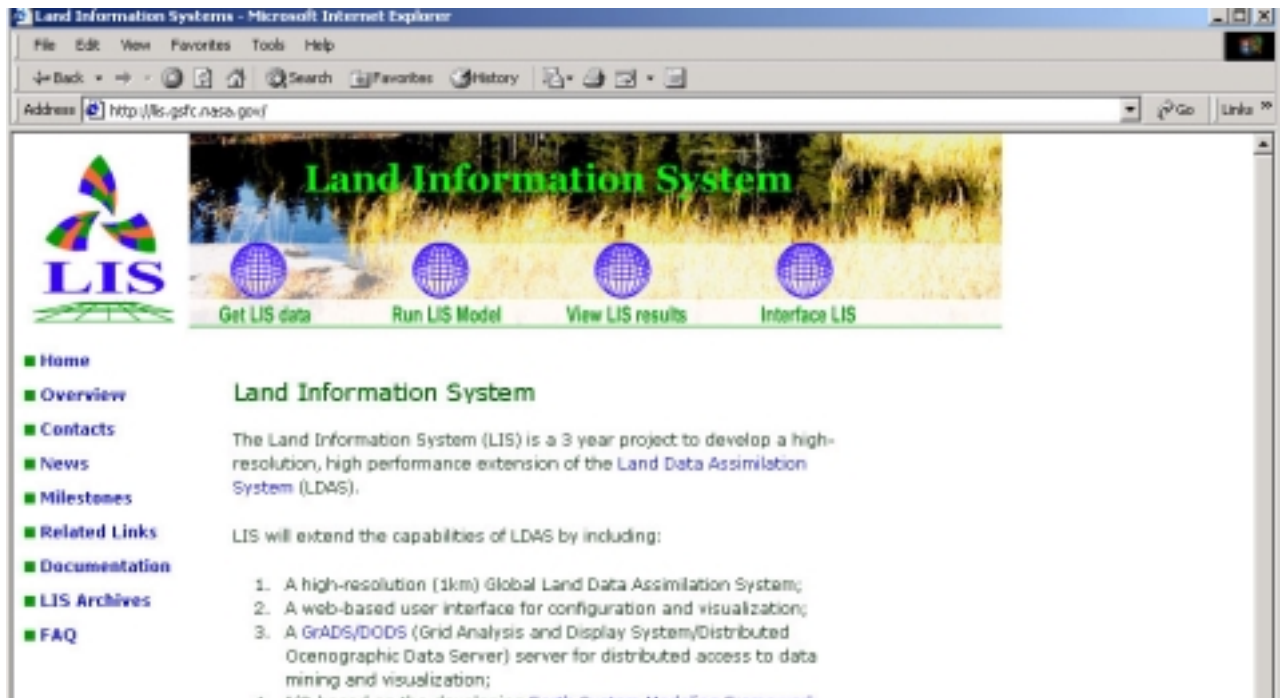 Land Information Systems - Microsoft Internet Explorer
File Edit View Favorites Tools Help
Back Search Favorites History
Address http://lis.gsfc.nasa.gov/ Go Links »
Land Information System
LIS
Get LIS data Run LIS Model View LIS results Interface LIS
Home
Overview
Contacts
News
Milestones
Related Links
Documentation
LIS Archives
FAQ
Land Information System
The Land Information System (LIS) is a 3 year project to develop a high-
resolution, high performance extension of the Land Data Assimilation
System (LDAS).
LIS will extend the capabilities of LDAS by including:
1. A high-resolution (1km) Global Land Data Assimilation System;
2. A web-based user interface for configuration and visualization;
3. A GrADS/DODS (Grid Analysis and Display System/Distributed
Ocenographic Data Server) server for distributed access to data
mining and visualization;